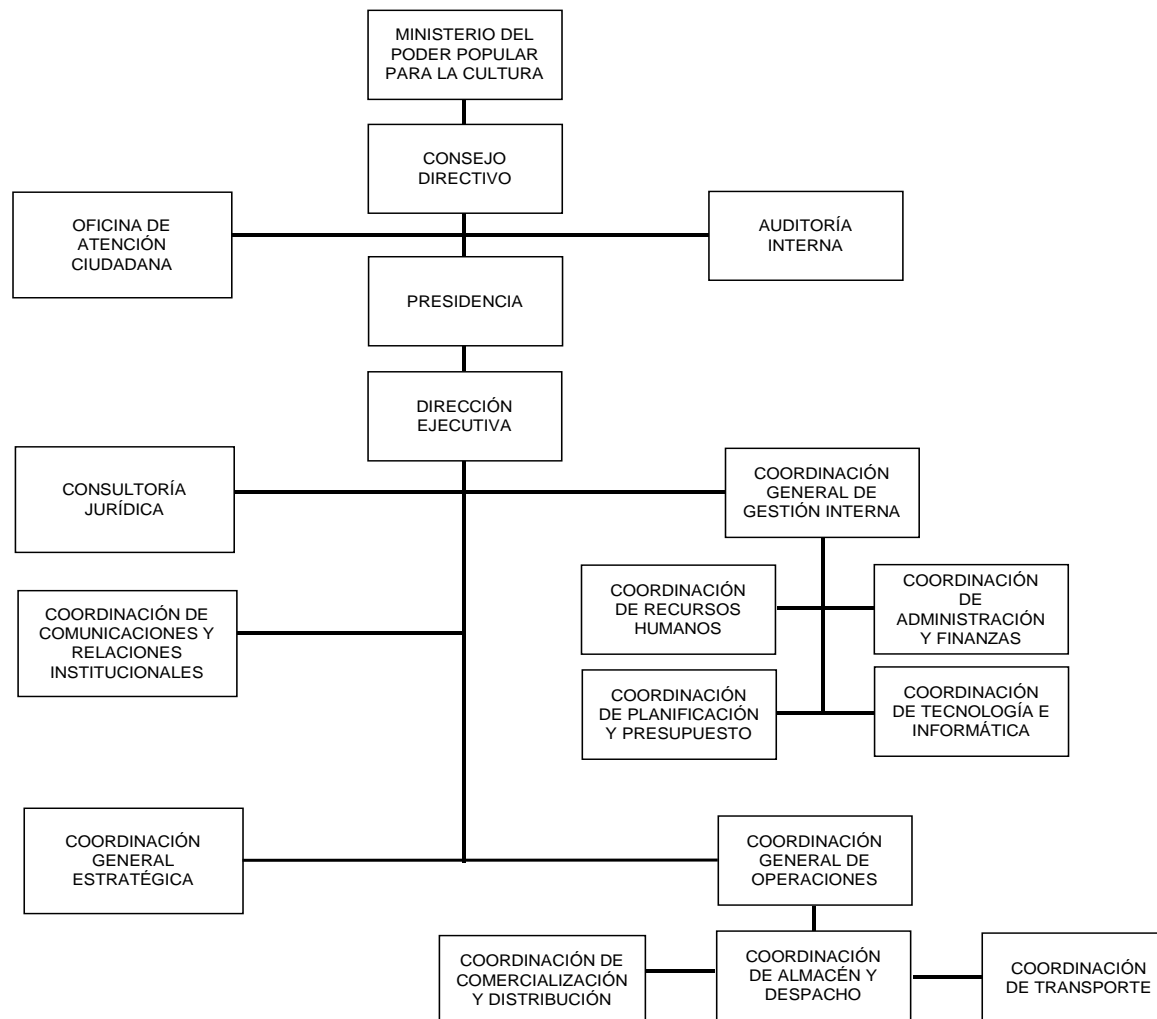 MINISTERIO DEL
PODER POPULAR
PARA LA CULTURA
CONSEJO
DIRECTIVO
OFICINA DE
ATENCIÓN
CIUDADANA
AUDITORÍA
INTERNA
PRESIDENCIA
DIRECCIÓN
EJECUTIVA
CONSULTORÍA
JURÍDICA
COORDINACIÓN
GENERAL DE
GESTIÓN INTERNA
COORDINACIÓN
DE RECURSOS
HUMANOS
COORDINACIÓN
DE
ADMINISTRACIÓN
Y FINANZAS
COORDINACIÓN DE
COMUNICACIONES Y
RELACIONES
INSTITUCIONALES
COORDINACIÓN
DE PLANIFICACIÓN
Y PRESUPUESTO
COORDINACIÓN
DE TECNOLOGÍA E
INFORMÁTICA
COORDINACIÓN
GENERAL
ESTRATÉGICA
COORDINACIÓN
GENERAL DE
OPERACIONES
COORDINACIÓN DE
COMERCIALIZACIÓN
Y DISTRIBUCIÓN
COORDINACIÓN
DE ALMACÉN Y
DESPACHO
COORDINACIÓN
DE TRANSPORTE